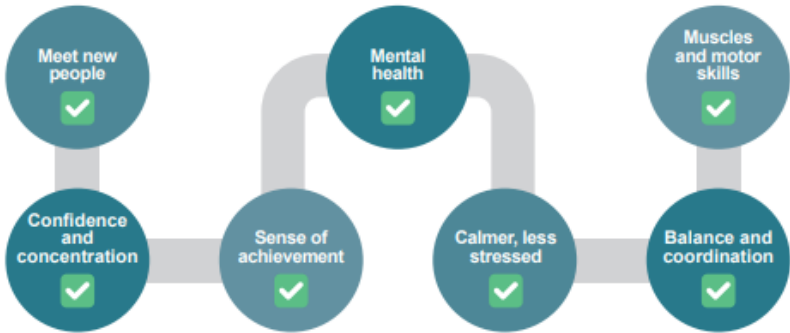 Meet new
people
Confidence
and
concentration
Sense of
achievement
Mental
health
Calmer, less
stressed
Balance and
coordination
Muscles
and motor
skills